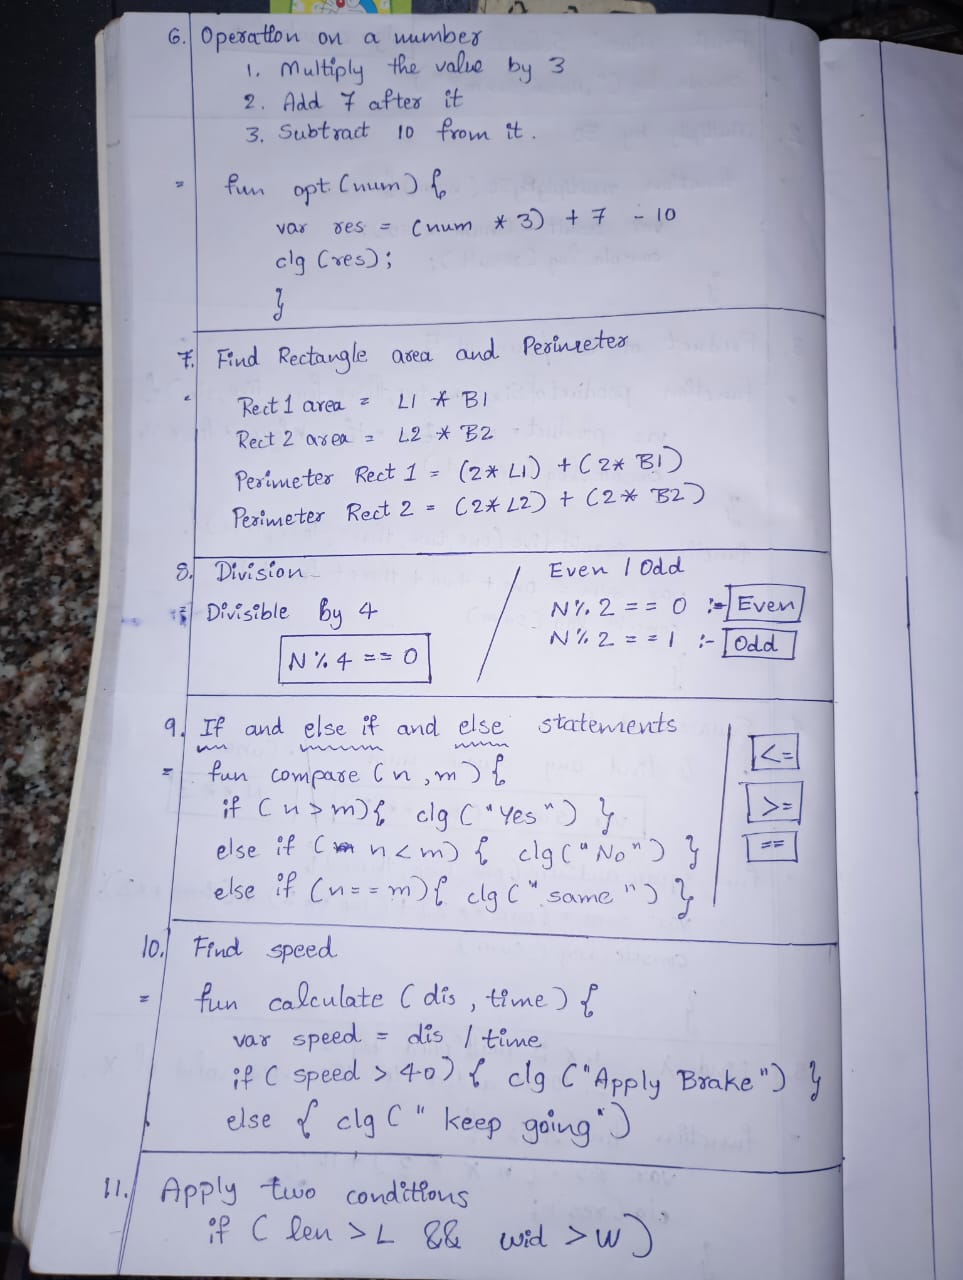 6. Operation on a number
1. Multiply the value by 3
2. Add 7 after it
3. Subtract 10 from it.
= fun opt (num) {
var res = (num * 3) + 7 - 10
clg (res);
}
7. Find Rectangle area and Perimeter
Rect 1 area = L1 * B1
Rect 2 area = L2 * B2
Perimeter Rect 1 = (2* L1) + (2* B1)
Perimeter Rect 2 = (2* L2) + (2* B2)
8. Division
= Divisible by 4
N % 4 == 0
Even / Odd
N % 2 == 0 :- Even
N % 2 == 1 :- Odd
9. If and else if and else statements
= fun compare (n, m) {
if (n > m) { clg ("Yes") }
else if (n < m) { clg ("No") }
else if (n == m) { clg ("same") }
<=
>=
==
10. Find speed
= fun calculate (dis, time) {
var speed = dis / time
if ( speed > 40) { clg ("Apply Brake") }
else { clg (" keep going")
11. Apply two conditions
if ( len > L && wid > W )